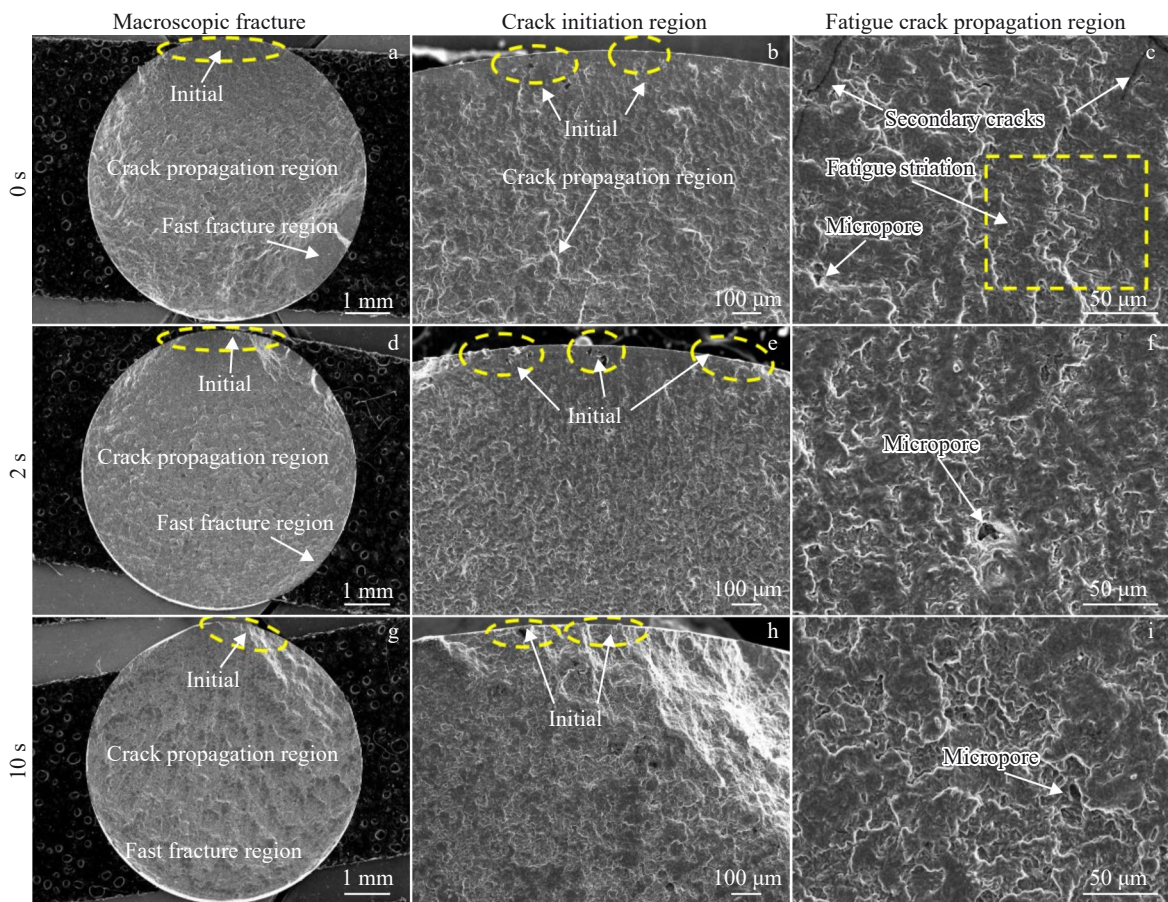 Macroscopic fracture
Crack initiation region
Fatigue crack propagation region
0 s
a
Initial
Crack propagation region
Fast fracture region
1 mm
b
Initial
Crack propagation region
100 μm
c
Secondary cracks
Fatigue striation
Micropore
50 μm
2 s
d
Initial
Crack propagation region
Fast fracture region
1 mm
e
Initial
100 μm
f
Micropore
50 μm
10 s
g
Initial
Crack propagation region
Fast fracture region
1 mm
h
Initial
100 μm
i
Micropore
50 μm